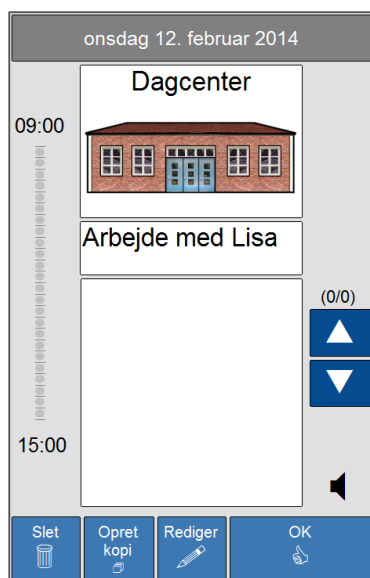 onsdag 12. februar 2014
Dagcenter
09:00
Arbejde med Lisa
(0/0)
15:00
Slet
Opret
kopi
Rediger
OK